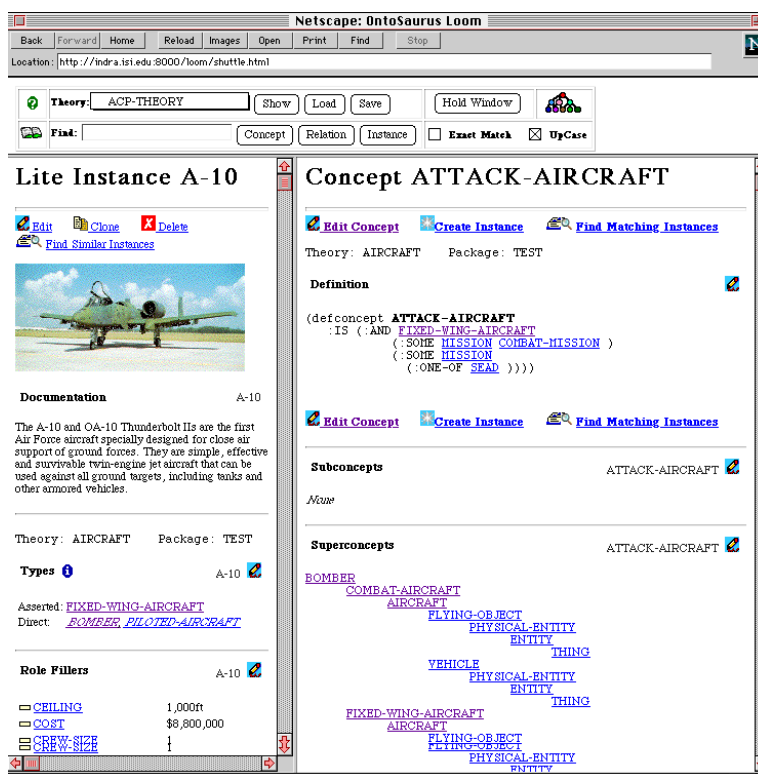 Netscape: OntoSaurus Loom
Back Forward Home Reload Images Open Print Find Stop
Location: http://indra.isi.edu:8000/loom/shuttle.html
Theory: ACP-THEORY Show Load Save Hold Window
Find: Concept Relation Instance Exact Match UpCase
Lite Instance A-10
Edit Clone Delete
Find Similar Instances
Documentation A-10
The A-10 and OA-10 Thunderbolt IIs are the first
Air Force aircraft specially designed for close air
support of ground forces. They are simple, effective
and survivable twin-engine jet aircraft that can be
used against all ground targets, including tanks and
other armored vehicles.
Theory: AIRCRAFT Package: TEST
Types A-10
Asserted: FIXED-WING-AIRCRAFT
Direct: BOMBER, PILOTED-AIRCRAFT
Role Fillers A-10
CEILING 1,000ft
COST $8,800,000
CREW-SIZE 1
CREW-SIZE 1
Concept ATTACK-AIRCRAFT
Edit Concept Create Instance Find Matching Instances
Theory: AIRCRAFT Package: TEST
Definition
(defconcept ATTACK-AIRCRAFT
:IS (:AND FIXED-WING-AIRCRAFT
(:SOME MISSION COMBAT-MISSION )
(:SOME MISSION
(:ONE-OF SEAD ))))
Edit Concept Create Instance Find Matching Instances
Subconcepts ATTACK-AIRCRAFT
None
Superconcepts ATTACK-AIRCRAFT
BOMBER
COMBAT-AIRCRAFT
AIRCRAFT
FLYING-OBJECT
PHYSICAL-ENTITY
ENTITY
THING
VEHICLE
PHYSICAL-ENTITY
ENTITY
THING
FIXED-WING-AIRCRAFT
AIRCRAFT
FLYING-OBJECT
FLYING-OBJECT
PHYSICAL-ENTITY
ENTITY